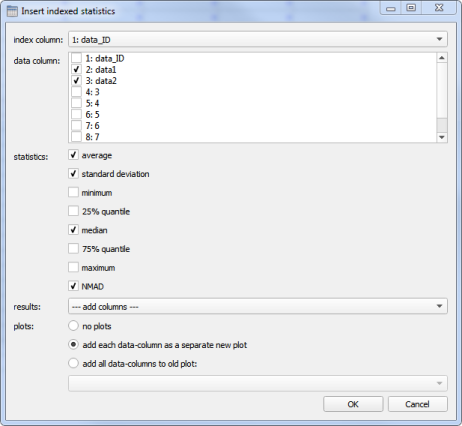 Insert indexed statistics
index column: 1: data_ID
data column: 1: data_ID
2: data1
3: data2
4: 3
5: 4
6: 5
7: 6
8: 7
statistics: average
standard deviation
minimum
25% quantile
median
75% quantile
maximum
NMAD
results: --- add columns ---
plots: no plots
add each data-column as a separate new plot
add all data-columns to old plot:
OK Cancel